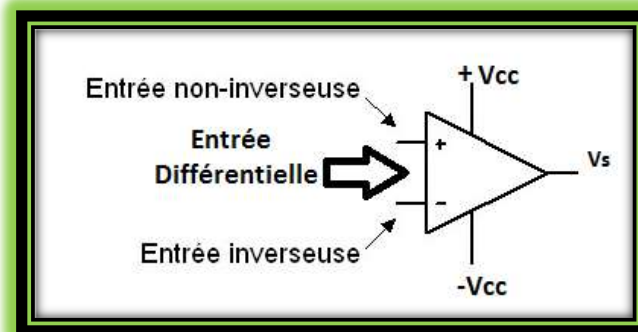 Entrée non-inverseuse
+ Vcc
Entrée
Différentielle
+
-
Vs
Entrée inverseuse
-Vcc